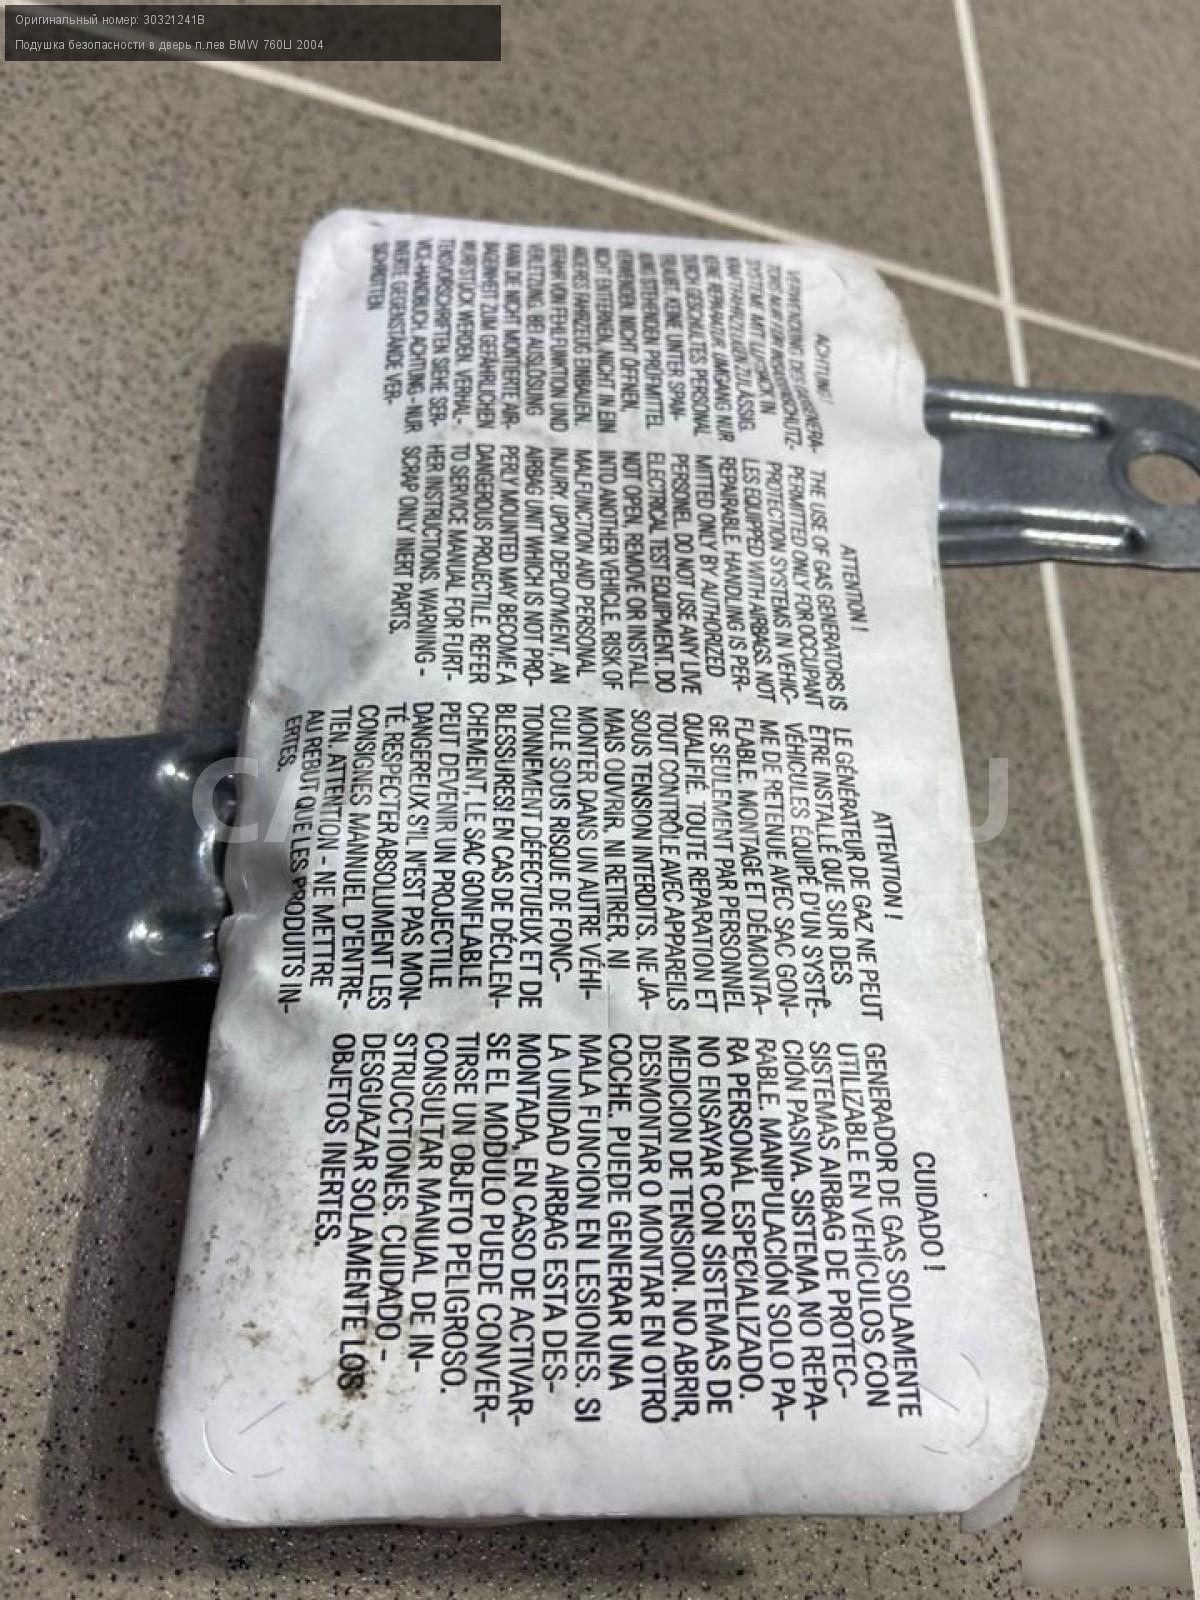 Оригинальный номер: 30321241B
Подушка безопасности в дверь п.лев BMW 760LI 2004
ACHTUNG!
VERWENDUNG DES GASGENERA-
TORS NUR FÜR INSASSENSCHUTZ-
SYSTEME MIT LUFTSACK IN
KRAFTFAHRZEUGEN ZULÄSSIG.
KEINE REPARATUR. UMGANG NUR
DURCH GESCHULTES PERSONAL
ERLAUBT. KEINE UNTER SPAN-
NUNG STEHENDEN PRÜFMITTEL
VERWENDEN. NICHT ÖFFNEN,
NICHT ENTFERNEN, NICHT IN EIN
ANDERES FAHRZEUG EINBAUEN.
GEFAHR VON FEHLFUNKTION UND
VERLETZUNG. BEI AUSLÖSUNG
KANN DIE NICHT MONTIERTE AIR-
BAGEINHEIT ZUM GEFÄHRLICHEN
WURFSTÜCK WERDEN. VERHAL-
TENSVORSCHRIFTEN SIEHE SER-
VICE-HANDBUCH. ACHTUNG - NUR
INERTE GEGENSTÄNDE VER-
SCHROTTEN
ATTENTION!
THE USE OF GAS GENERATORS IS
PERMITTED ONLY FOR OCCUPANT
PROTECTION SYSTEMS IN VEHIC-
LES EQUIPPED WITH AIRBAGS. NOT
REPAIRABLE. HANDLING IS PER-
MITTED ONLY BY AUTHORIZED
PERSONEL. DO NOT USE ANY LIVE
ELECTRICAL TEST EQUIPMENT. DO
NOT OPEN, REMOVE OR INSTALL
INTO ANOTHER VEHICLE. RISK OF
MALFUNCTION AND PERSONAL
INJURY. UPON DEPLOYMENT, AN
AIRBAG UNIT WHICH IS NOT PRO-
PERLY MOUNTED MAY BECOME A
DANGEROUS PROJECTILE. REFER
TO SERVICE MANUAL FOR FURT-
HER INSTRUCTIONS. WARNING -
SCRAP ONLY INERT PARTS.
ATTENTION!
LE GÉNÉRATEUR DE GAZ NE PEUT
ÊTRE INSTALLÉ QUE SUR DES
VÉHICULES ÉQUIPÉ D'UN SYSTÈ-
ME DE RETENUE AVEC SAC GON-
FLABLE. MONTAGE ET DÉMONTA-
GE SEULEMENT PAR PERSONNEL
QUALIFIÉ. TOUTE REPARATION ET
TOUT CONTRÔLE AVEC APPAREILS
SOUS TENSION INTERDITS. NE JA-
MAIS OUVRIR, NI RETIRER, NI
MONTER DANS UN AUTRE VÉHI-
CULE SOUS RISQUE DE FONC-
TIONNEMENT DÉFECTUEUX ET DE
BLESSURES! EN CAS DE DÉCLEN-
CHEMENT, LE SAC GONFLABLE
PEUT DEVENIR UN PROJECTILE
DANGEREUX S'IL N'EST PAS MON-
TÉ. RESPECTER ABSOLUMENT LES
CONSIGNES MANNUEL D'ENTRE-
TIEN. ATTENTION - NE METTRE
AU REBUT QUE LES PRODUITS IN-
ERTES.
CUIDADO!
GENERADOR DE GAS SOLAMENTE
UTILIZABLE EN VEHÍCULOS CON
SISTEMAS AIRBAG DE PROTEC-
CIÓN PASIVA. SISTEMA NO REPA-
RABLE. MANIPULACIÓN SOLO PA-
RA PERSONÁL ESPECIALIZADO.
NO ENSAYAR CON SISTEMAS DE
MEDICION DE TENSION. NO ABRIR,
DESMONTAR O MONTAR EN OTRO
COCHE. PUEDE GENERAR UNA
MALA FUNCION EN LESIONES. SI
LA UNIDAD AIRBAG ESTA DES-
MONTADA, EN CASO DE ACTIVAR-
SE EL MODULO PUEDE CONVER-
TIRSE UN OBJETO PELIGROSO.
CONSULTAR MANUAL DE IN-
STRUCCTIONES. CUIDADO -
DESGUAZAR SOLAMENTE LOS
OBJETOS INERTES.